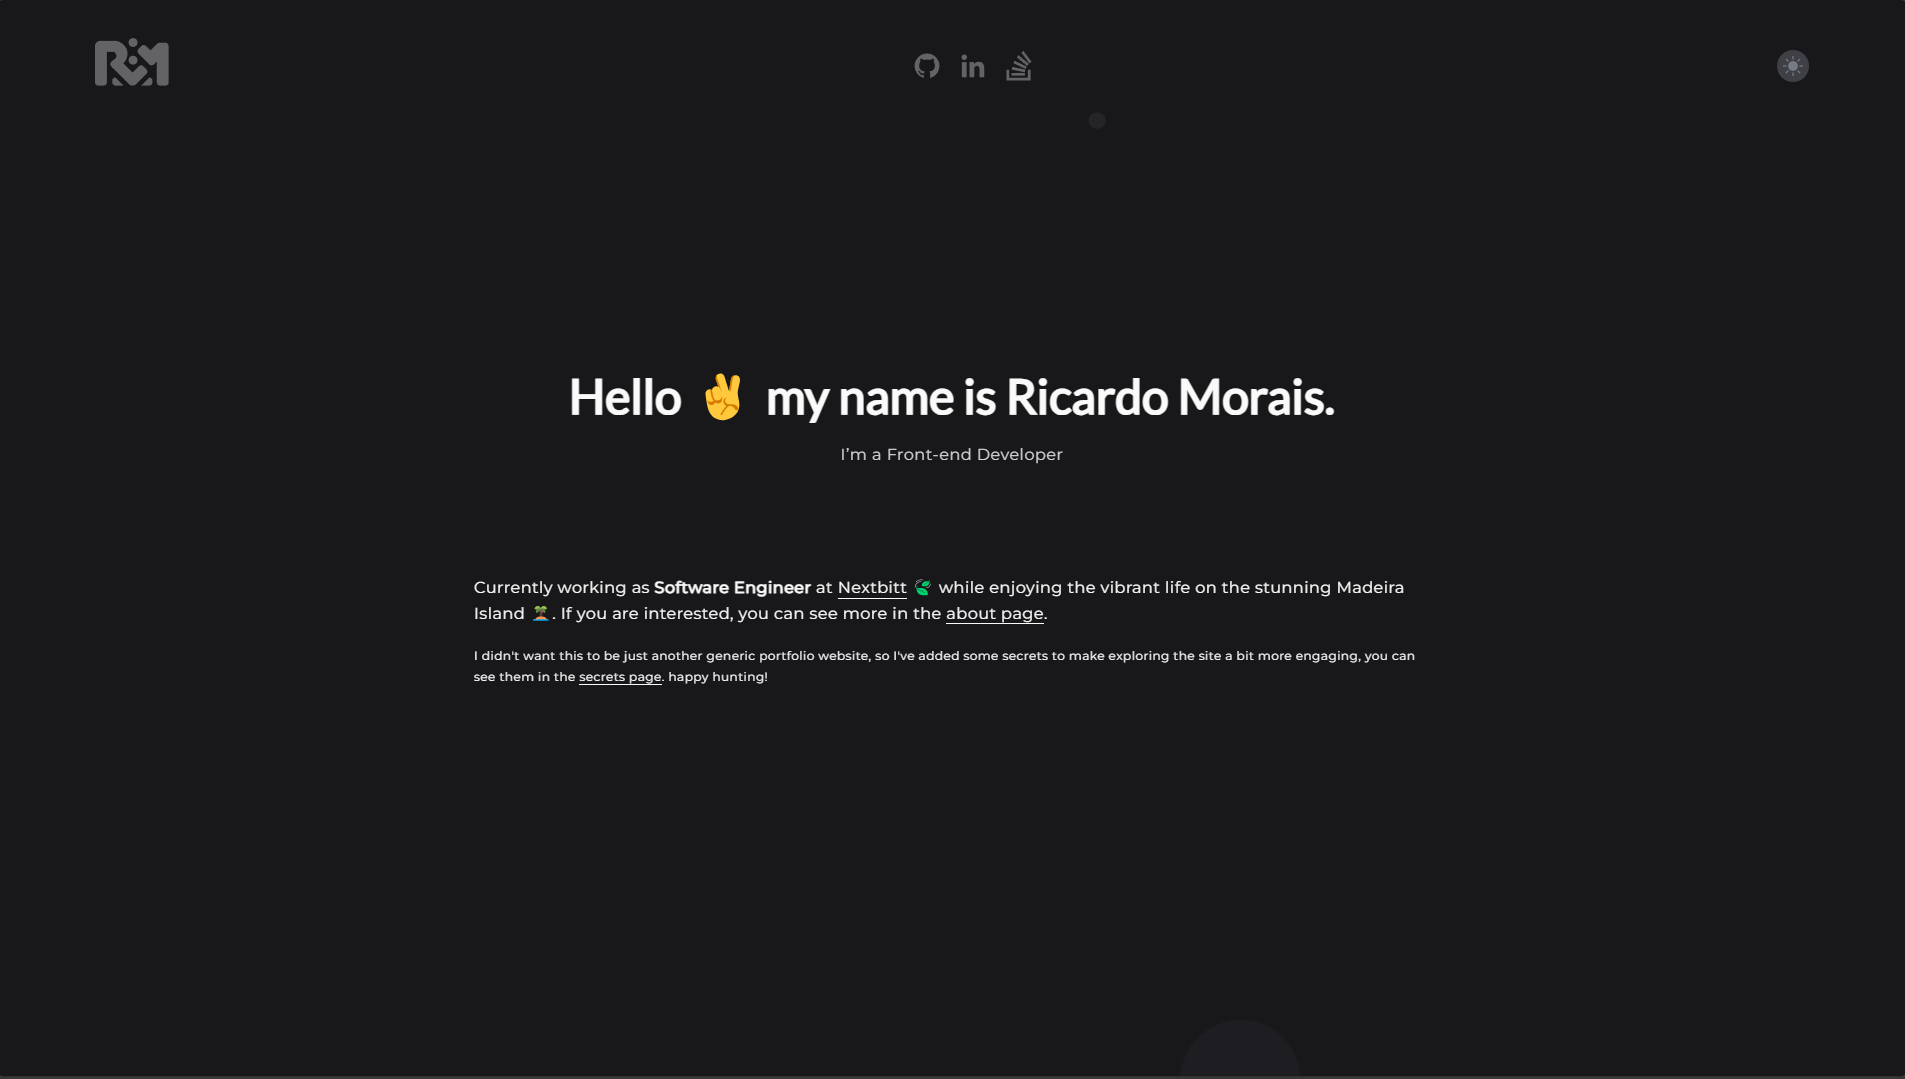 RM
in
Hello ✌ my name is Ricardo Morais.
I'm a Front-end Developer
Currently working as Software Engineer at Nextbitt while enjoying the vibrant life on the stunning Madeira
Island 🏝. If you are interested, you can see more in the about page.
I didn't want this to be just another generic portfolio website, so I've added some secrets to make exploring the site a bit more engaging, you can
see them in the secrets page. happy hunting!